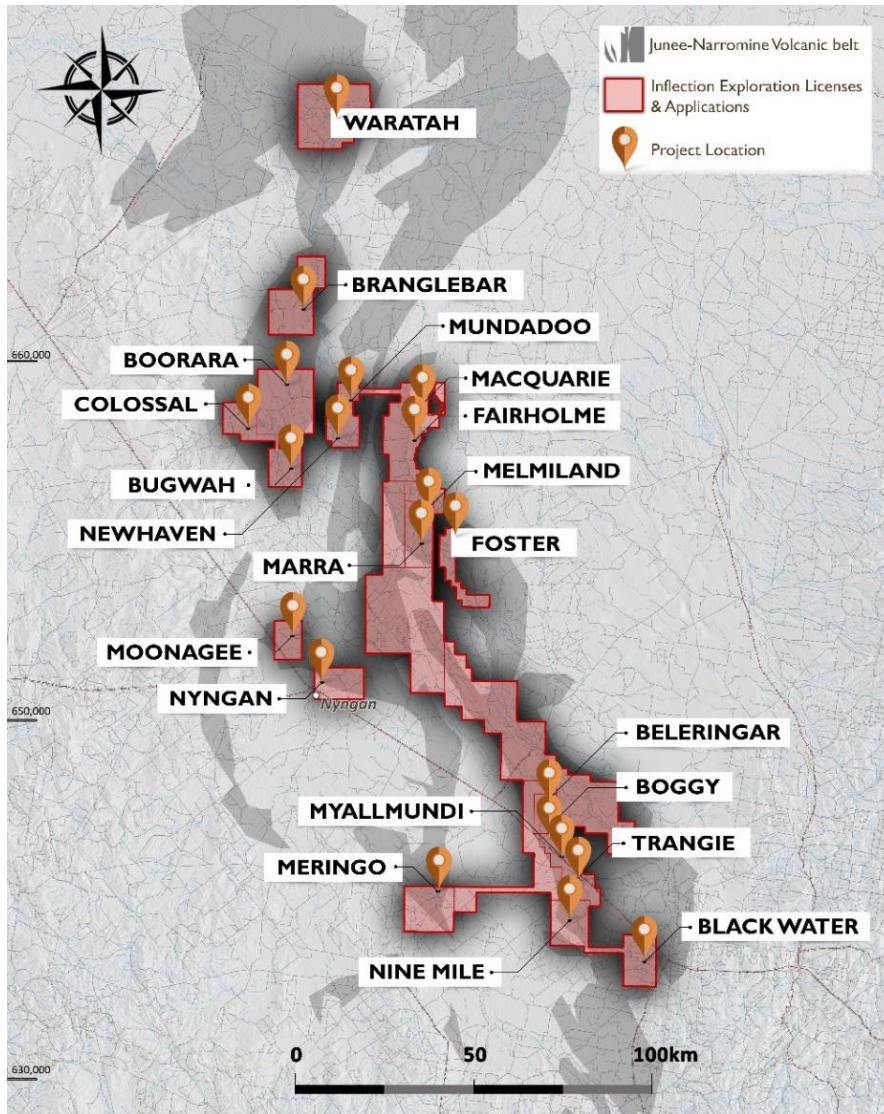 Junee-Narromine Volcanic belt
Inflection Exploration Licenses
& Applications
Project Location
WARATAH
BRANGLEBAR
MUNDADOO
BOORARA
660,000
MACQUARIE
COLOSSAL
FAIRHOLME
MELMILAND
BUGWAH
NEWHAVEN
FOSTER
MARRA
MOONAGEE
NYNGAN
Nyngan
650,000
BELERINGAR
BOGGY
MYALLMUNDI
TRANGIE
MERINGO
BLACK WATER
NINE MILE
0 50 100km
630,000